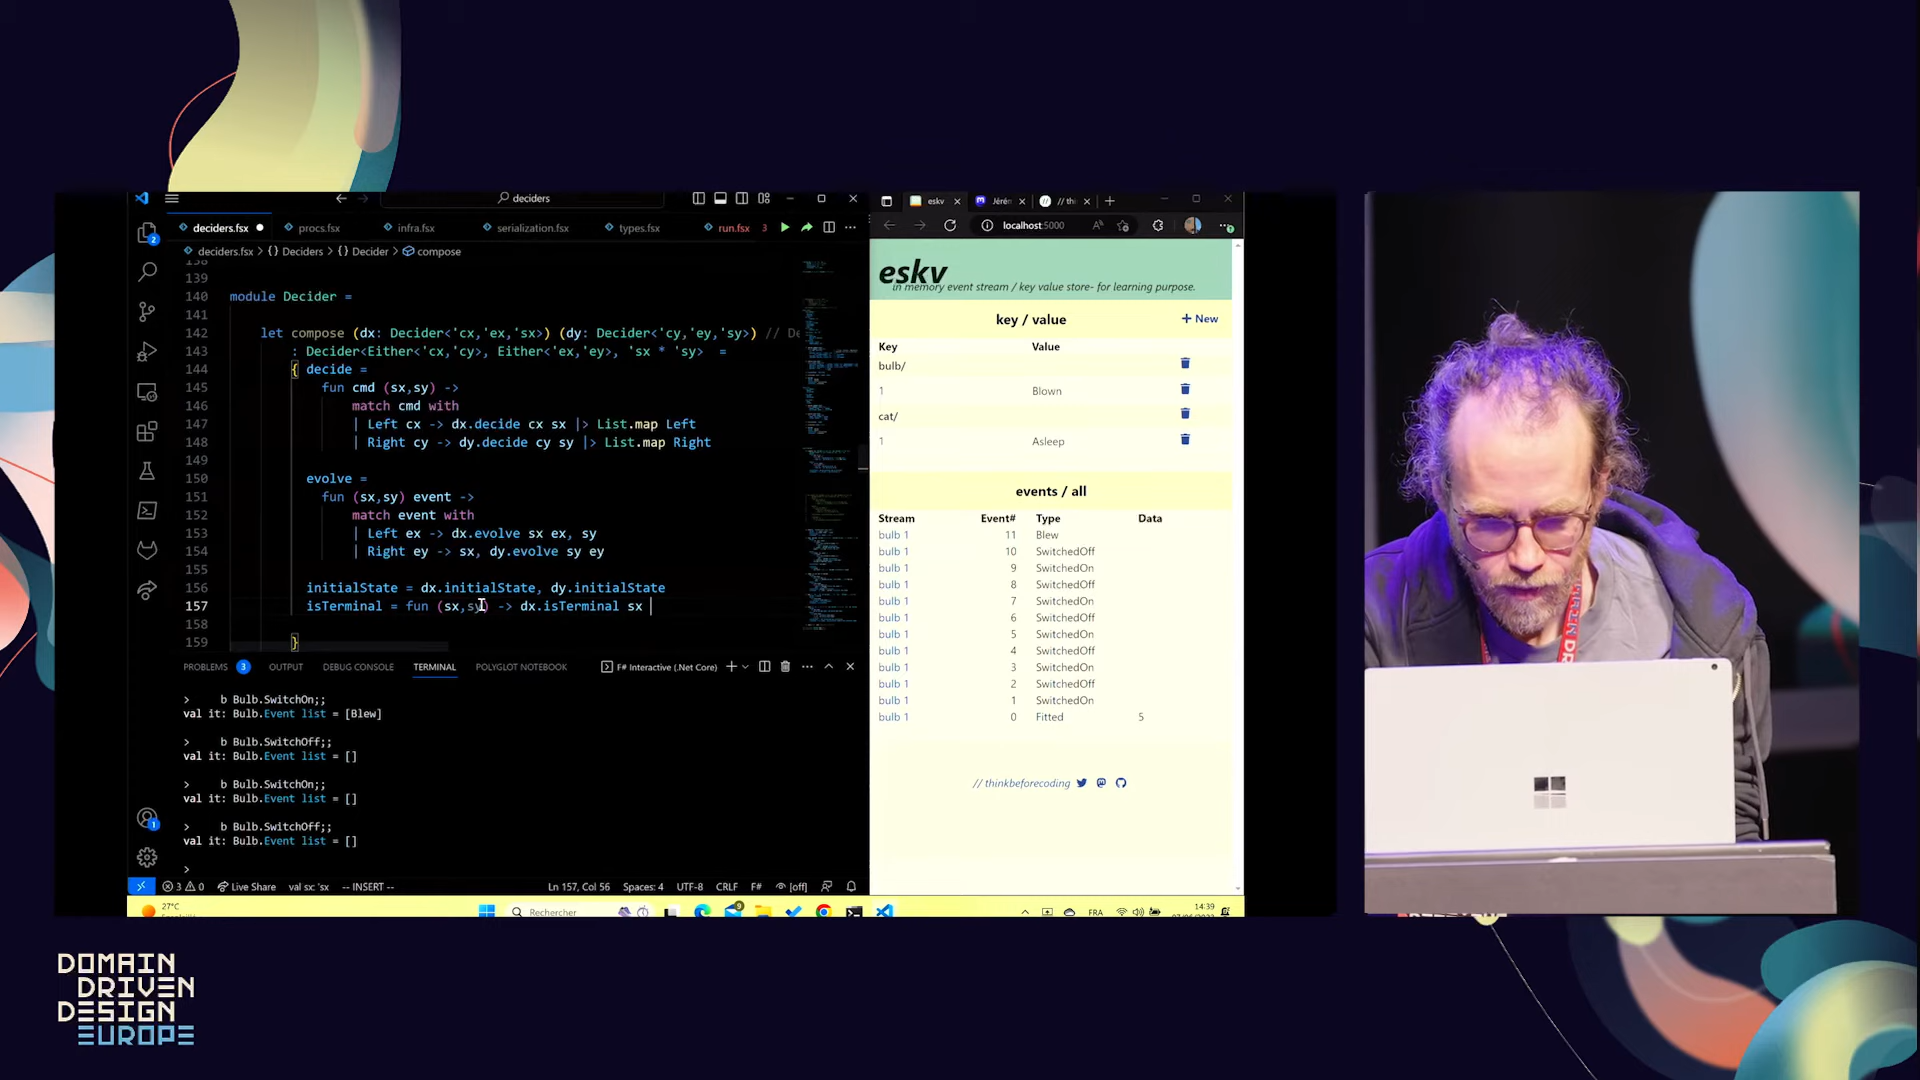 deciders
deciders.fsx
procs.fsx
infra.fsx
serialization.fsx
types.fsx
run.fsx 3
deciders.fsx > {} Deciders > {} Decider > compose
139
140 module Decider =
141
142 let compose (dx: Decider<'cx,'ex,'sx>) (dy: Decider<'cy,'ey,'sy>) // De
143 : Decider<Either<'cx,'cy>, Either<'ex,'ey>, 'sx * 'sy> =
144 { decide =
145 fun cmd (sx,sy) ->
146 match cmd with
147 | Left cx -> dx.decide cx sx |> List.map Left
148 | Right cy -> dy.decide cy sy |> List.map Right
149
150 evolve =
151 fun (sx,sy) event ->
152 match event with
153 | Left ex -> dx.evolve sx ex, sy
154 | Right ey -> sx, dy.evolve sy ey
155
156 initialState = dx.initialState, dy.initialState
157 isTerminal = fun (sx,sy) -> dx.isTerminal sx
158
159 }
PROBLEMS 3 OUTPUT DEBUG CONSOLE TERMINAL POLYGLOT NOTEBOOK F# Interactive (.Net Core)
> b Bulb.SwitchOn;;
val it: Bulb.Event list = [Blew]
> b Bulb.SwitchOff;;
val it: Bulb.Event list = []
> b Bulb.SwitchOn;;
val it: Bulb.Event list = []
> b Bulb.SwitchOff;;
val it: Bulb.Event list = []
>
3 0 Live Share val sx: 'sx -- INSERT -- Ln 157, Col 56 Spaces: 4 UTF-8 CRLF F# [off]
27°C
Rechercher
FRA
14:39
eskv
Jérém
// thi
localhost:5000
eskv
in memory event stream / key value store- for learning purpose.
key / value
+ New
Key Value
bulb/
1 Blown
cat/
1 Asleep
events / all
Stream Event# Type Data
bulb 1 11 Blew
bulb 1 10 SwitchedOff
bulb 1 9 SwitchedOn
bulb 1 8 SwitchedOff
bulb 1 7 SwitchedOn
bulb 1 6 SwitchedOff
bulb 1 5 SwitchedOn
bulb 1 4 SwitchedOff
bulb 1 3 SwitchedOn
bulb 1 2 SwitchedOff
bulb 1 1 SwitchedOn
bulb 1 0 Fitted 5
// thinkbeforecoding
DOMAIN
DRIVEN
DESIGN
EUROPE